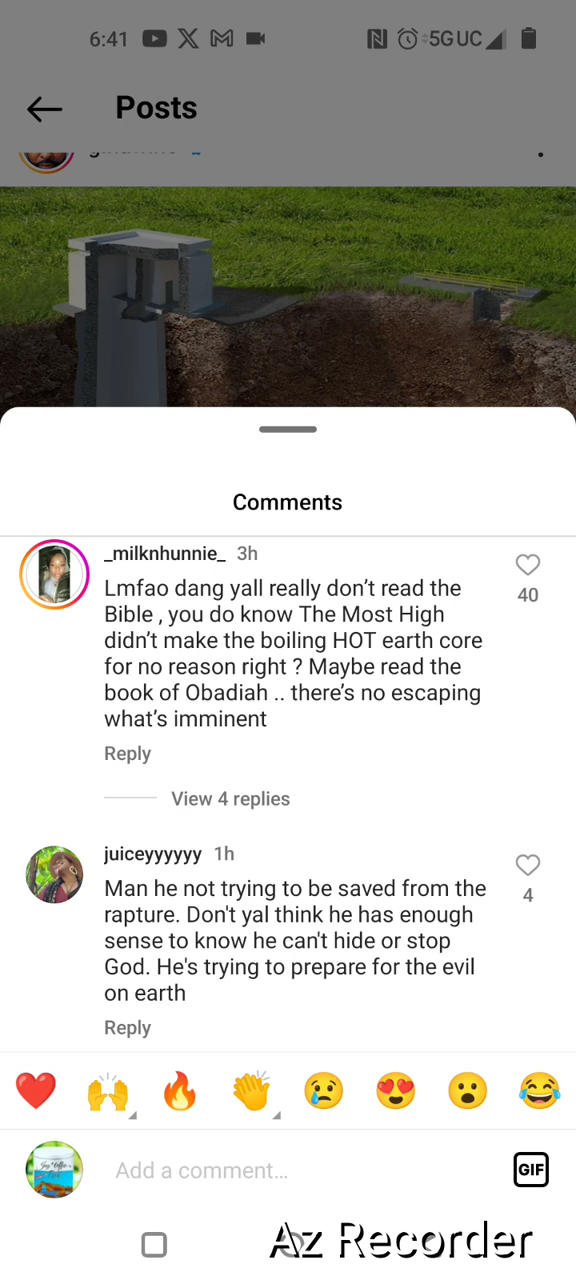 6:41 5G UC
Posts
Comments
_milknhunnie_ 3h
Lmfao dang yall really don't read the
Bible , you do know The Most High
didn't make the boiling HOT earth core
for no reason right ? Maybe read the
book of Obadiah .. there's no escaping
what's imminent
40
Reply
View 4 replies
juiceyyyyyy 1h
Man he not trying to be saved from the
rapture. Don't yal think he has enough
sense to know he can't hide or stop
God. He's trying to prepare for the evil
on earth
4
Reply
Add a comment...
GIF
Az Recorder